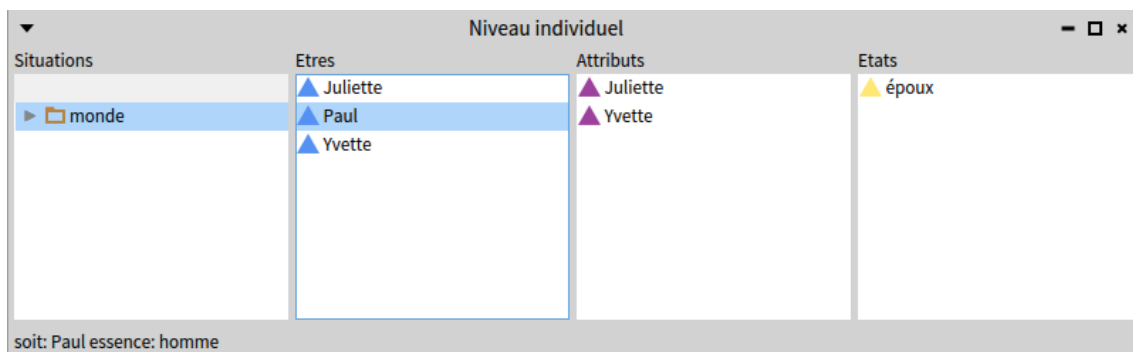 Niveau individuel
Situations Etres Attributs Etats
Juliette Juliette époux
monde Paul Yvette
Yvette
soit: Paul essence: homme